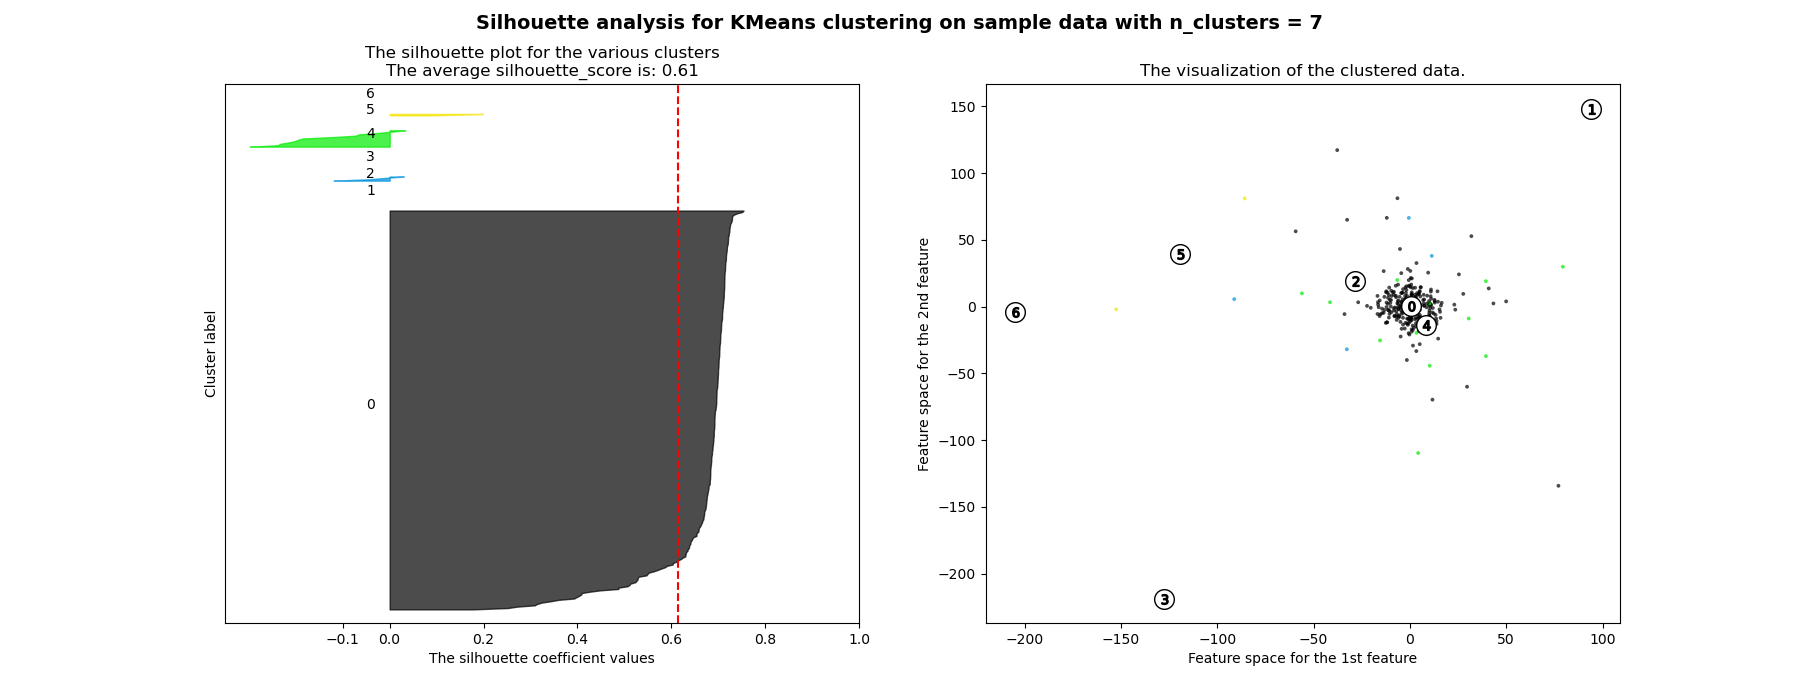 Silhouette analysis for KMeans clustering on sample data with n_clusters = 7
The silhouette plot for the various clusters
The average silhouette_score is: 0.61
6
5
4
3
2
1
0
Cluster label
−0.1 0.0 0.2 0.4 0.6 0.8 1.0
The silhouette coefficient values
The visualization of the clustered data.
150
100
50
0
−50
−100
−150
−200
Feature space for the 2nd feature
1
5
2
0
6
4
3
−200 −150 −100 −50 0 50 100
Feature space for the 1st feature